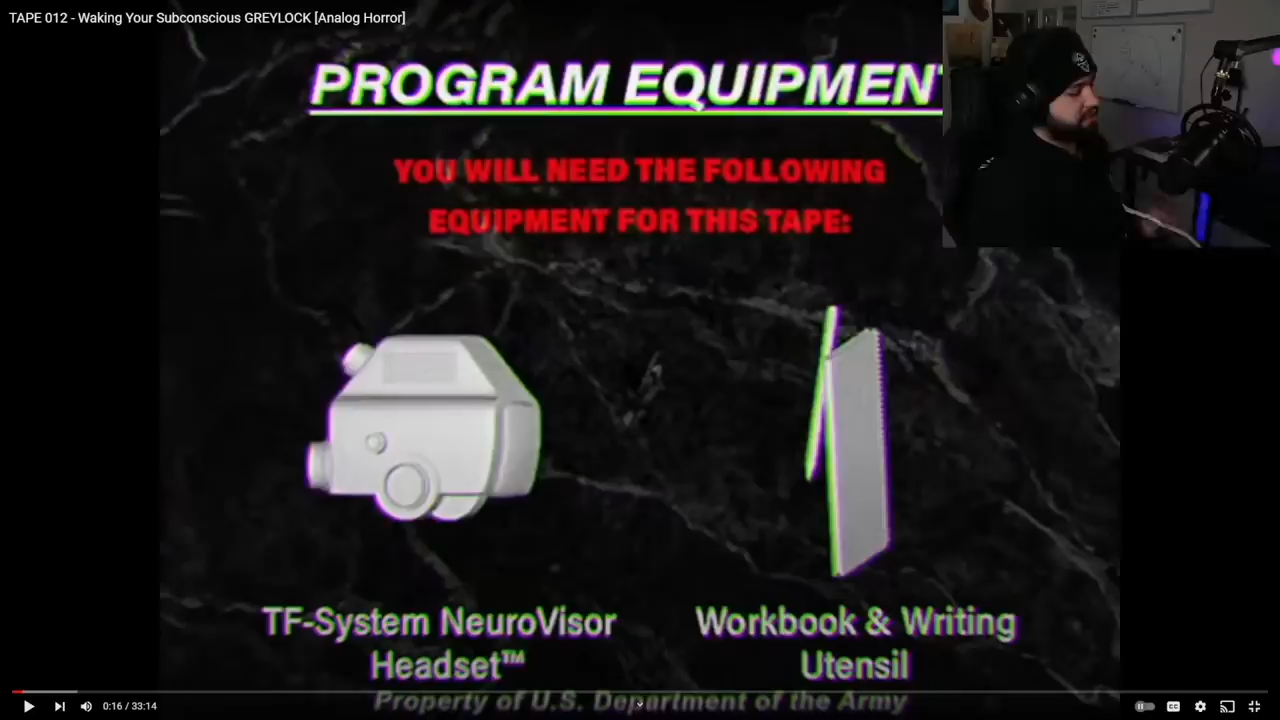 TAPE 012 - Waking Your Subconscious GREYLOCK [Analog Horror]
PROGRAM EQUIPMENT
YOU WILL NEED THE FOLLOWING
EQUIPMENT FOR THIS TAPE:
TF-System NeuroVisor
Headset™
Workbook & Writing
Utensil
Property of U.S. Department of the Army
0:16 / 33:14